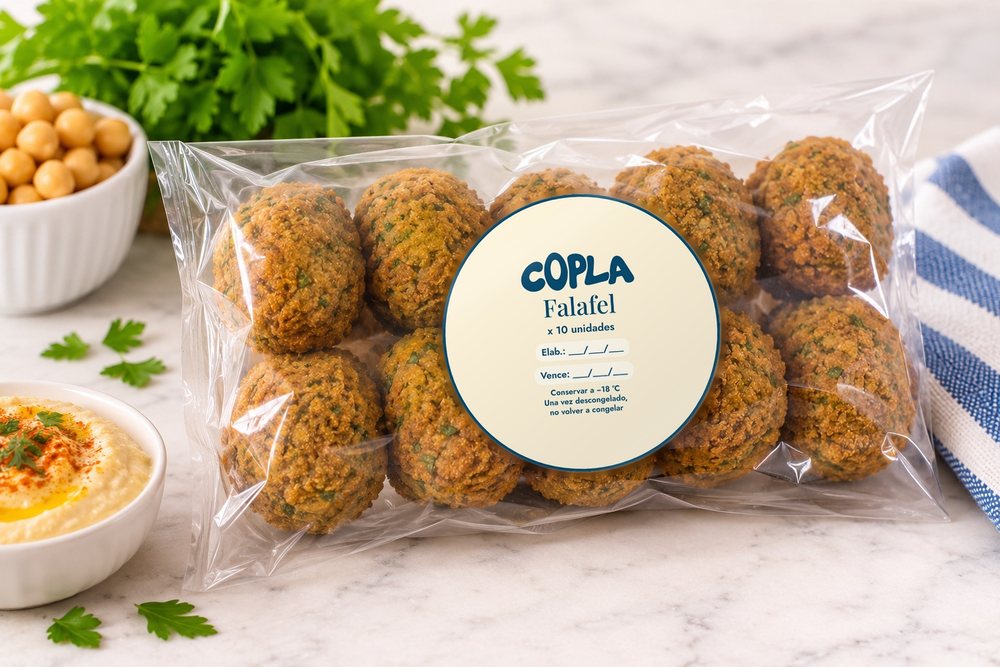 COPLA
Falafel
x 10 unidades
Elab.: __/__/__
Vence: __/__/__
Conservar a –18 °C
Una vez descongelado,
no volver a congelar